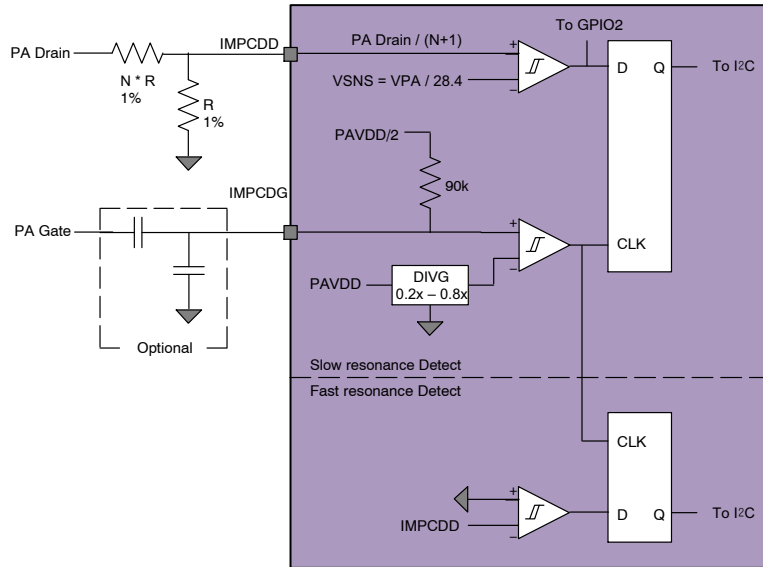 To GPIO2
PA Drain
IMPCDD
PA Drain / (N+1)
+
D
Q
To I2C
N * R
1%
VSNS = VPA / 28.4
−
R
1%
PAVDD/2
IMPCDG
90k
PA Gate
+
CLK
−
PAVDD
DIVG
0.2x – 0.8x
Optional
Slow resonance Detect
Fast resonance Detect
CLK
+
IMPCDD
−
D
Q
To I2C